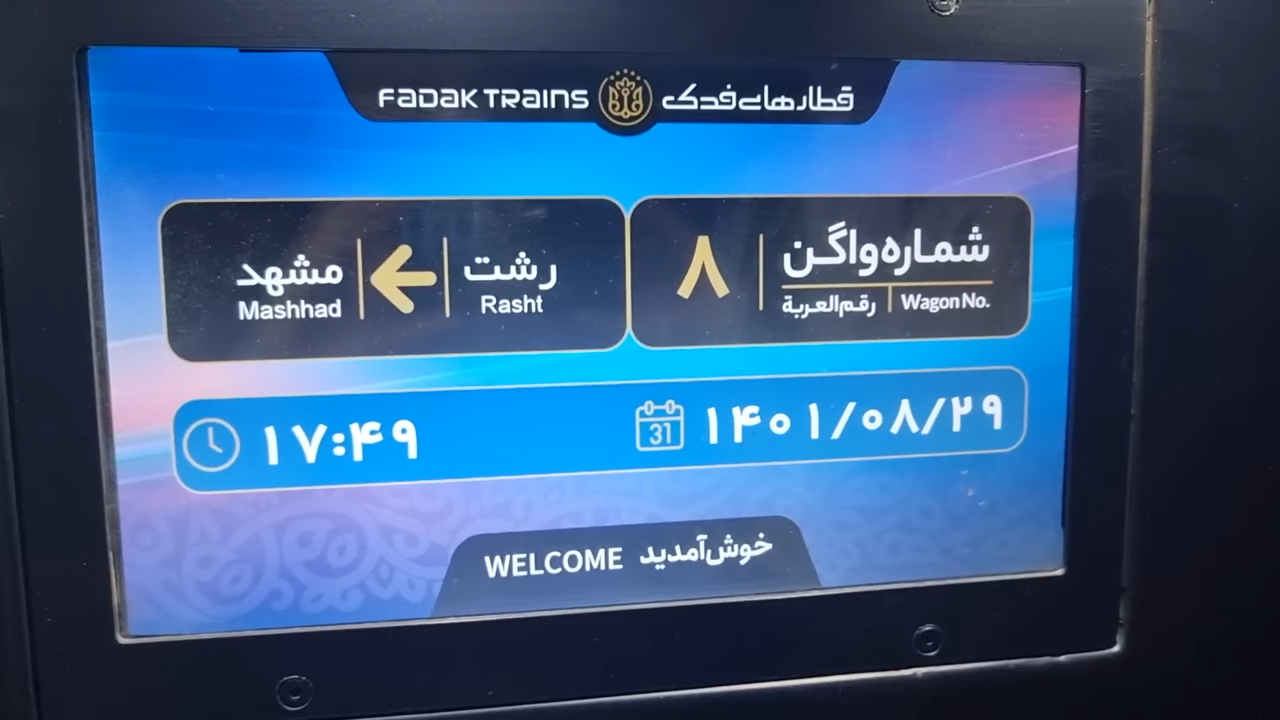 FADAK TRAINS قطارهای فدک
شماره واگن ۸
Wagon No. رقم العربة
رشت مشهد
Rasht Mashhad
۱۷:۴۹
31 ۱۴۰۱/۰۸/۲۹
WELCOME خوش‌آمدید